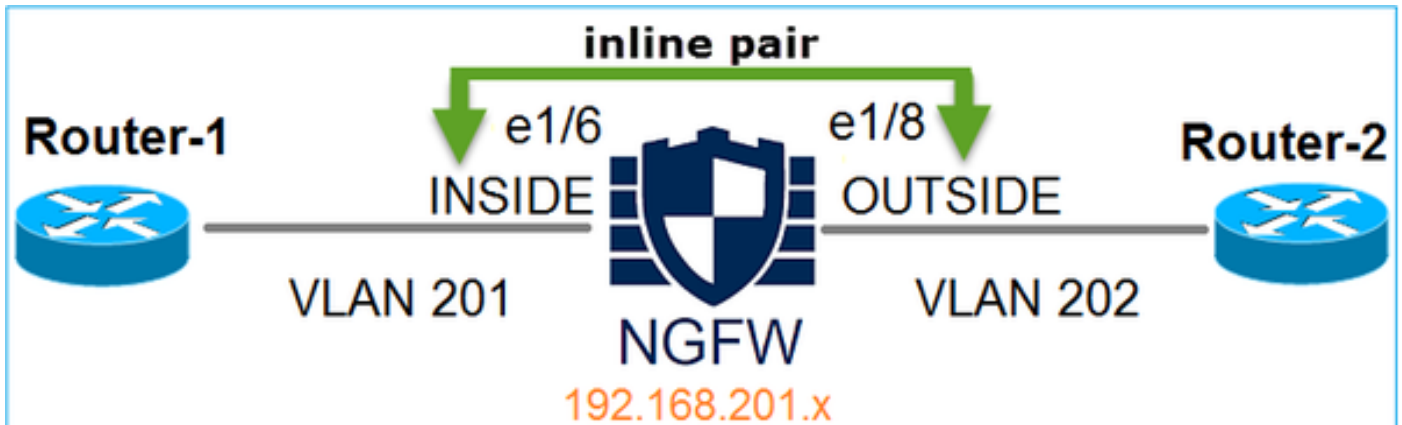 inline pair
Router-1
e1/6
e1/8
Router-2
INSIDE
OUTSIDE
VLAN 201
VLAN 202
NGFW
192.168.201.x